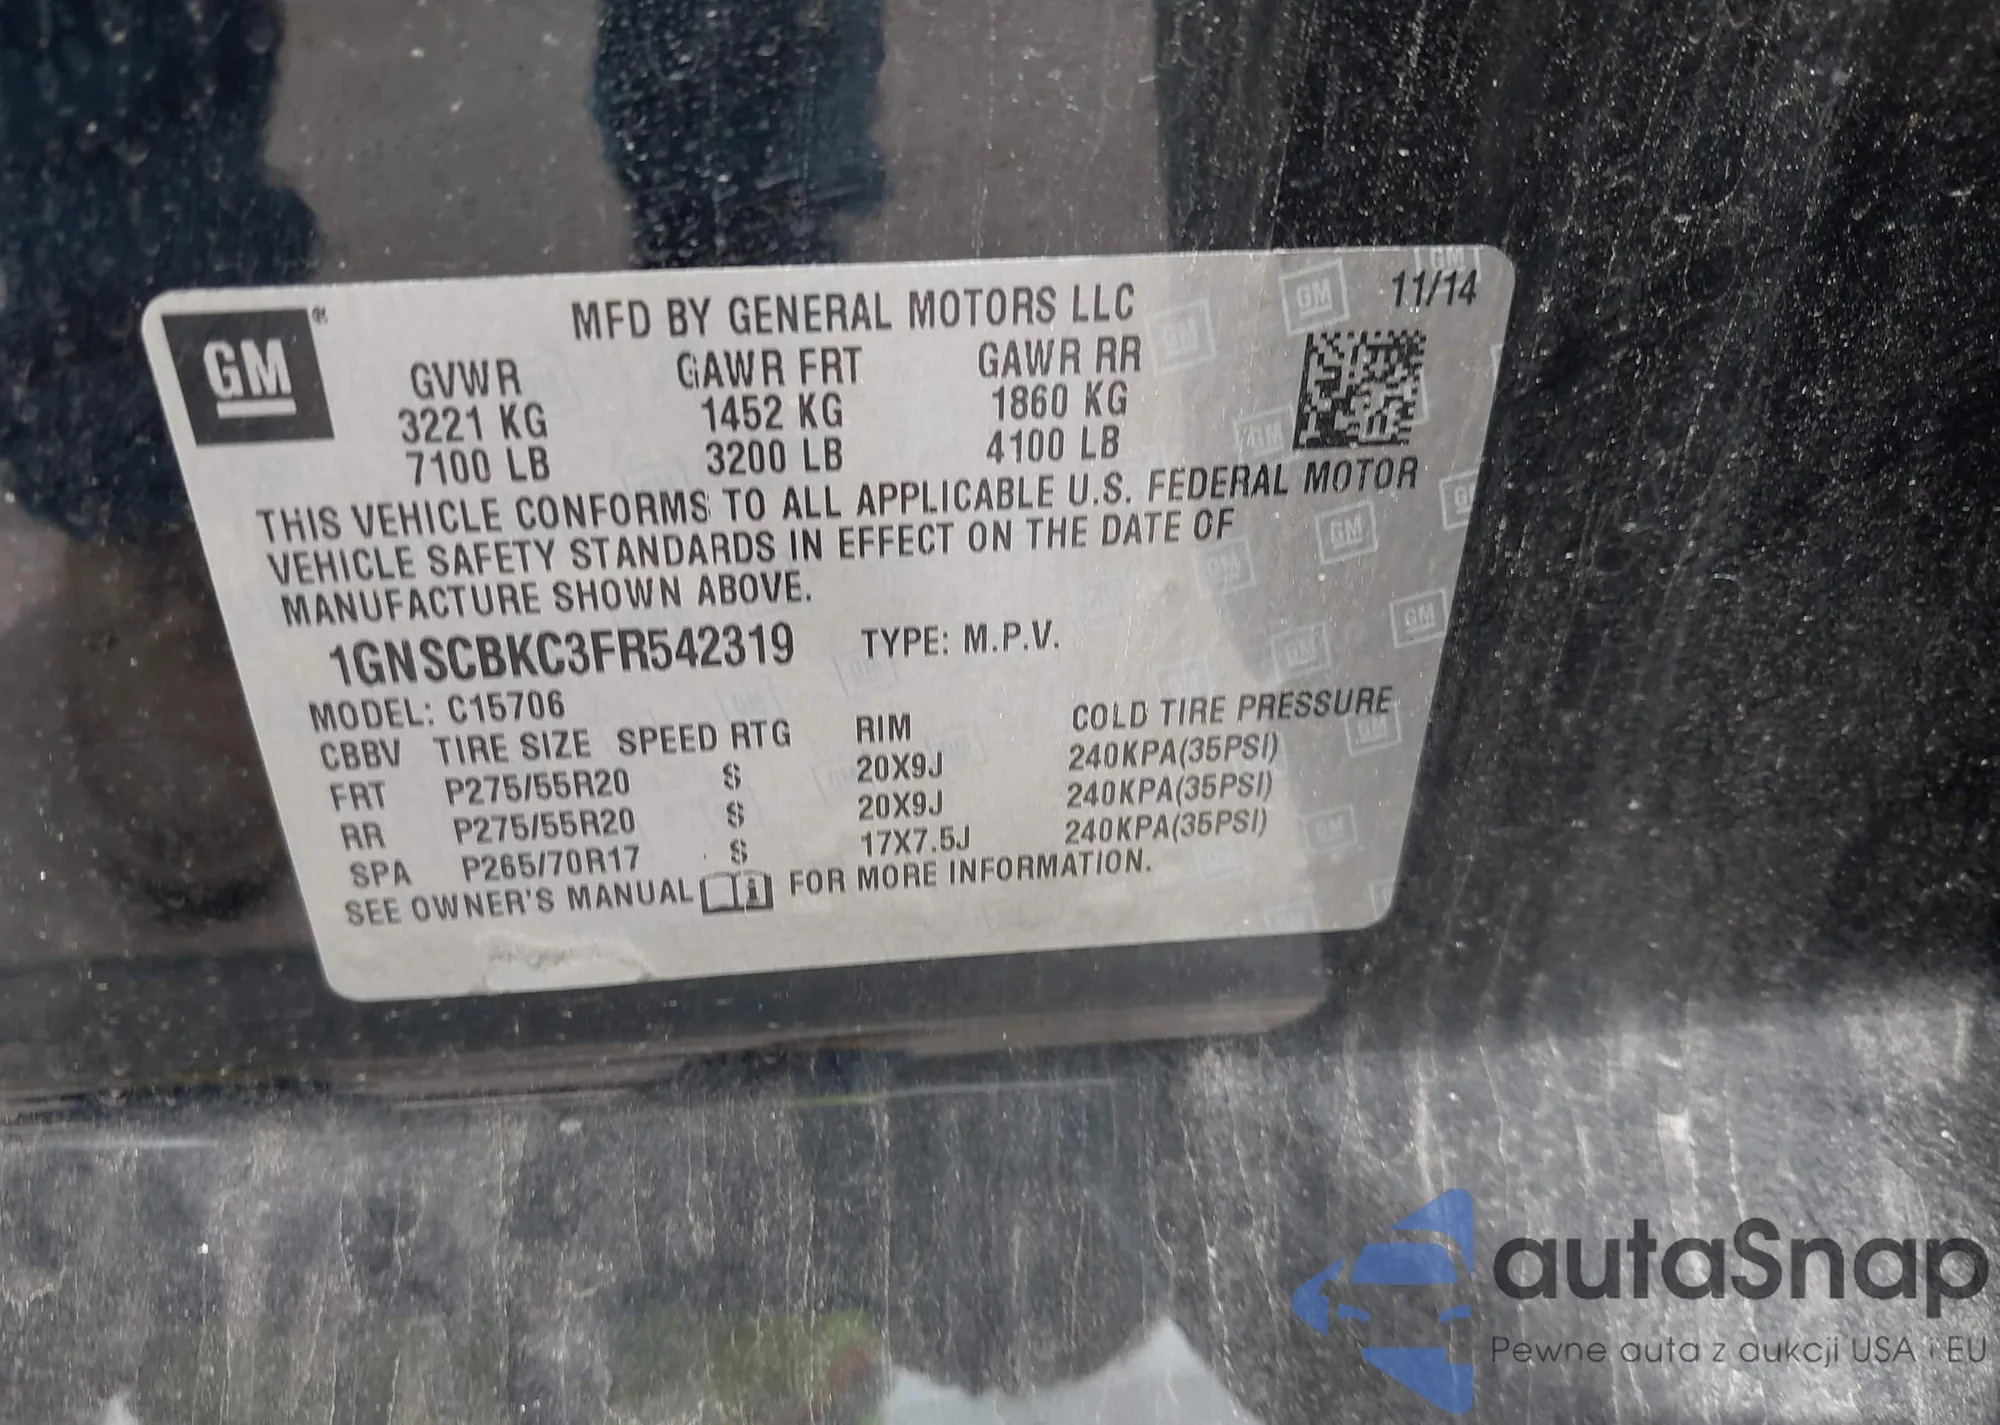 GM
MFD BY GENERAL MOTORS LLC
11/14
GVWR GAWR FRT GAWR RR
3221 KG 1452 KG 1860 KG
7100 LB 3200 LB 4100 LB
THIS VEHICLE CONFORMS TO ALL APPLICABLE U.S. FEDERAL MOTOR
VEHICLE SAFETY STANDARDS IN EFFECT ON THE DATE OF
MANUFACTURE SHOWN ABOVE.
1GNSCBKC3FR542319 TYPE: M.P.V.
MODEL: C15706
CBBV TIRE SIZE SPEED RTG RIM COLD TIRE PRESSURE
FRT P275/55R20 S 20X9J 240KPA(35PSI)
RR P275/55R20 S 20X9J 240KPA(35PSI)
SPA P265/70R17 S 17X7.5J 240KPA(35PSI)
SEE OWNER'S MANUAL FOR MORE INFORMATION.
autaSnap
Pewne auta z aukcji USA i EU